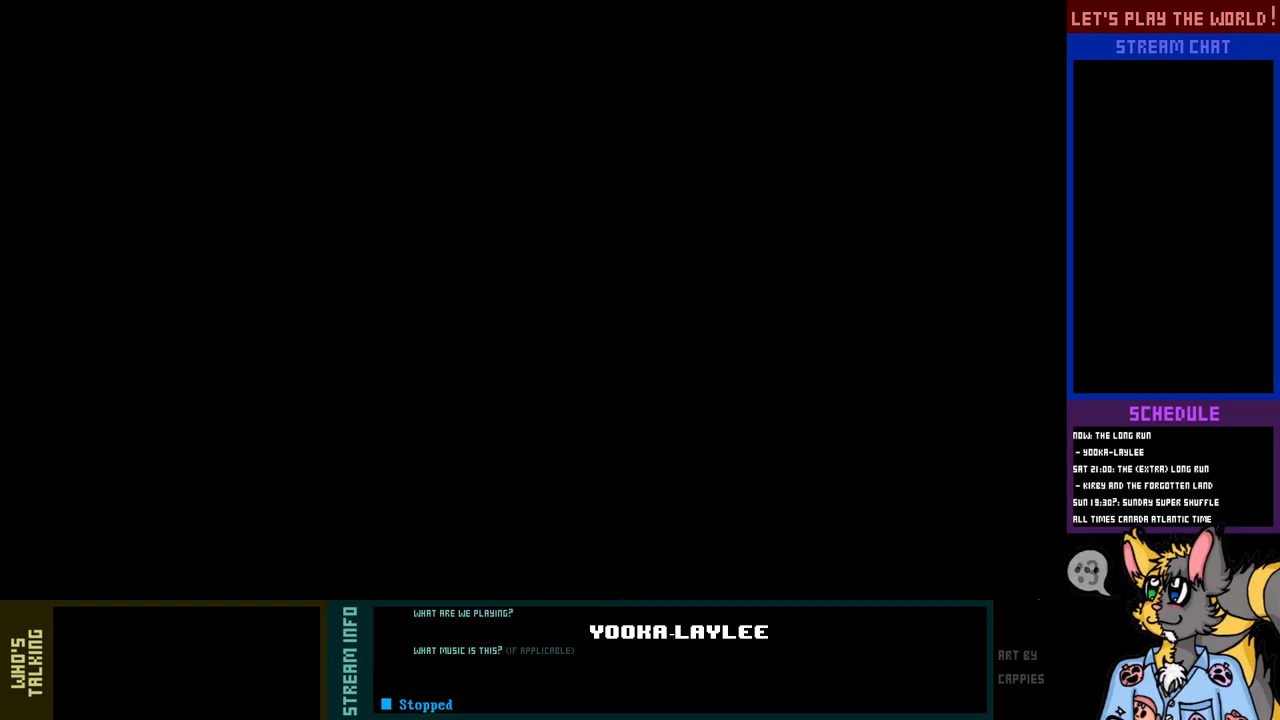 LET'S PLAY THE WORLD!
STREAM CHAT
SCHEDULE
NOW: THE LONG RUN
- YOOKA-LAYLEE
SAT 21:00: THE (EXTRA) LONG RUN
- KIRBY AND THE FORGOTTEN LAND
SUN 19:30?: SUNDAY SUPER SHUFFLE
ALL TIMES CANADA ATLANTIC TIME
:3
WHO'S
TALKING
STREAM INFO
WHAT ARE WE PLAYING?
YOOKA-LAYLEE
WHAT MUSIC IS THIS? (IF APPLICABLE)
Stopped
ART BY
CAPPIES